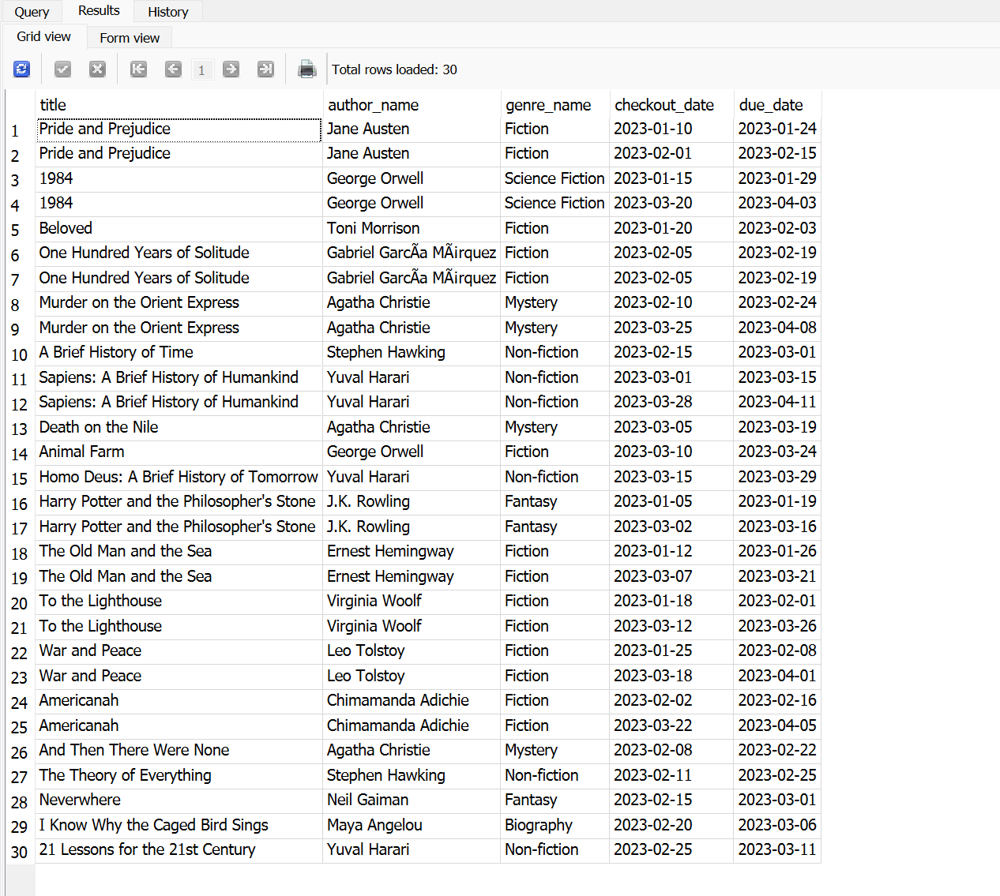 Query Results History
Grid view Form view
1 Total rows loaded: 30
title author_name genre_name checkout_date due_date
1 Pride and Prejudice Jane Austen Fiction 2023-01-10 2023-01-24
2 Pride and Prejudice Jane Austen Fiction 2023-02-01 2023-02-15
3 1984 George Orwell Science Fiction 2023-01-15 2023-01-29
4 1984 George Orwell Science Fiction 2023-03-20 2023-04-03
5 Beloved Toni Morrison Fiction 2023-01-20 2023-02-03
6 One Hundred Years of Solitude Gabriel GarcÃa MÃ¡rquez Fiction 2023-02-05 2023-02-19
7 One Hundred Years of Solitude Gabriel GarcÃa MÃ¡rquez Fiction 2023-02-05 2023-02-19
8 Murder on the Orient Express Agatha Christie Mystery 2023-02-10 2023-02-24
9 Murder on the Orient Express Agatha Christie Mystery 2023-03-25 2023-04-08
10 A Brief History of Time Stephen Hawking Non-fiction 2023-02-15 2023-03-01
11 Sapiens: A Brief History of Humankind Yuval Harari Non-fiction 2023-03-01 2023-03-15
12 Sapiens: A Brief History of Humankind Yuval Harari Non-fiction 2023-03-28 2023-04-11
13 Death on the Nile Agatha Christie Mystery 2023-03-05 2023-03-19
14 Animal Farm George Orwell Fiction 2023-03-10 2023-03-24
15 Homo Deus: A Brief History of Tomorrow Yuval Harari Non-fiction 2023-03-15 2023-03-29
16 Harry Potter and the Philosopher's Stone J.K. Rowling Fantasy 2023-01-05 2023-01-19
17 Harry Potter and the Philosopher's Stone J.K. Rowling Fantasy 2023-03-02 2023-03-16
18 The Old Man and the Sea Ernest Hemingway Fiction 2023-01-12 2023-01-26
19 The Old Man and the Sea Ernest Hemingway Fiction 2023-03-07 2023-03-21
20 To the Lighthouse Virginia Woolf Fiction 2023-01-18 2023-02-01
21 To the Lighthouse Virginia Woolf Fiction 2023-03-12 2023-03-26
22 War and Peace Leo Tolstoy Fiction 2023-01-25 2023-02-08
23 War and Peace Leo Tolstoy Fiction 2023-03-18 2023-04-01
24 Americanah Chimamanda Adichie Fiction 2023-02-02 2023-02-16
25 Americanah Chimamanda Adichie Fiction 2023-03-22 2023-04-05
26 And Then There Were None Agatha Christie Mystery 2023-02-08 2023-02-22
27 The Theory of Everything Stephen Hawking Non-fiction 2023-02-11 2023-02-25
28 Neverwhere Neil Gaiman Fantasy 2023-02-15 2023-03-01
29 I Know Why the Caged Bird Sings Maya Angelou Biography 2023-02-20 2023-03-06
30 21 Lessons for the 21st Century Yuval Harari Non-fiction 2023-02-25 2023-03-11